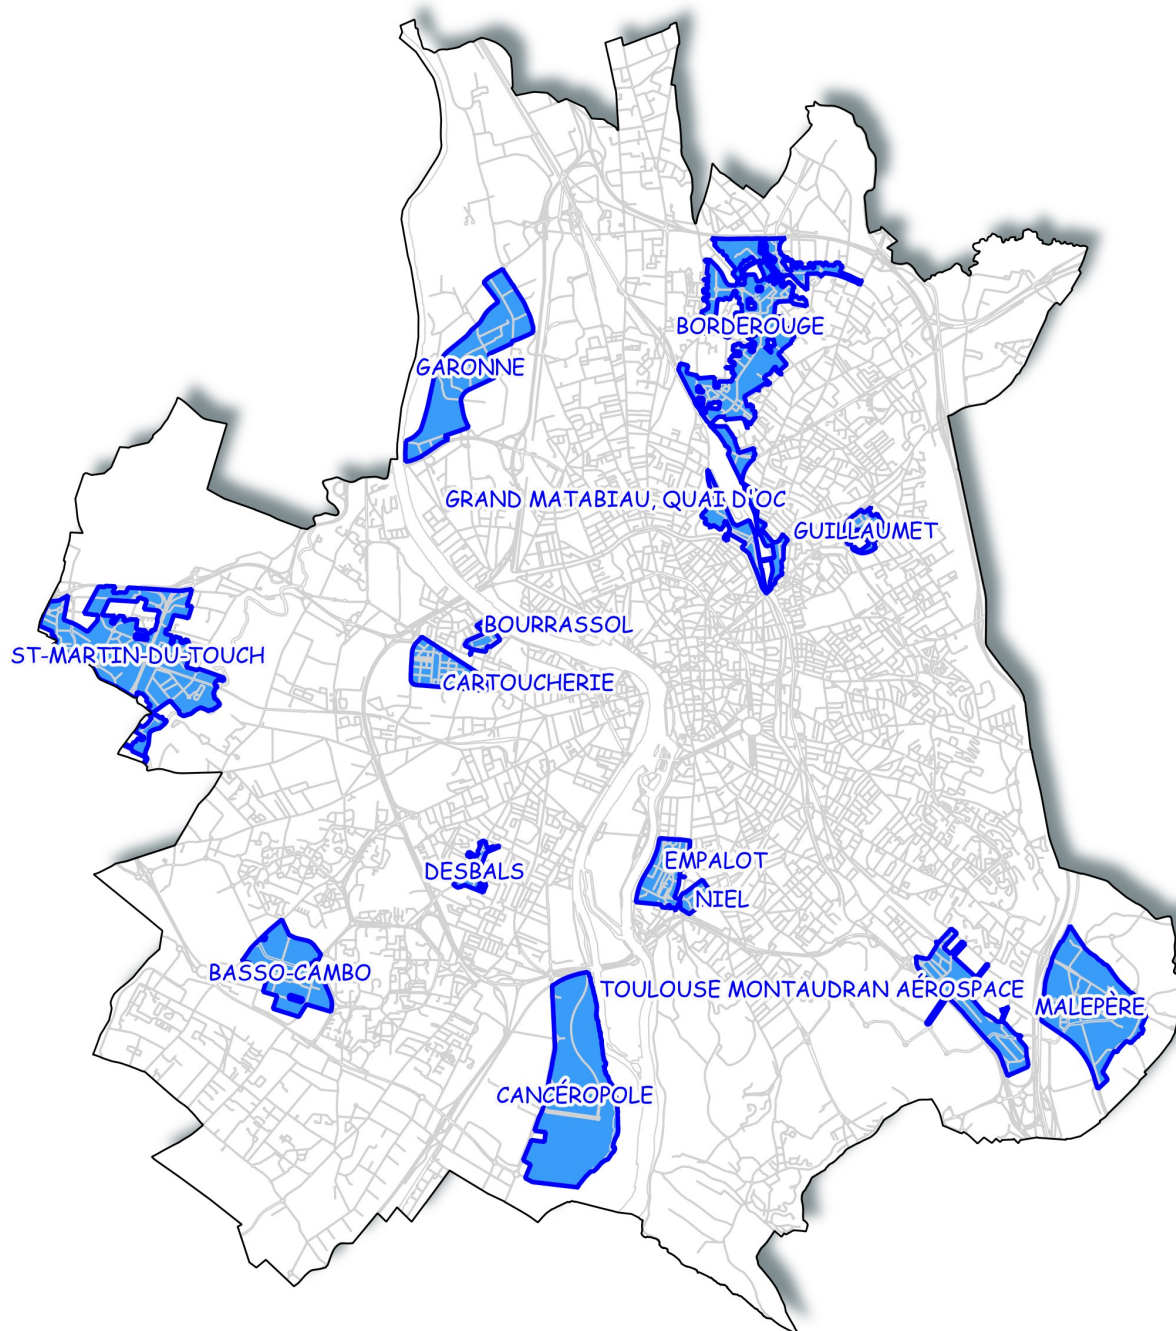 BORDEROUGE
GARONNE
GRAND MATABIAU, QUAI D'OC
GUILLAUMET
BOURRASSOL
ST-MARTIN-DU-TOUCH
CARTOUCHERIE
EMPALOT
DESBALS
NIEL
BASSO-CAMBO
TOULOUSE MONTAUDRAN AÉROSPACE
MALEPÈRE
CANCÉROPOLE